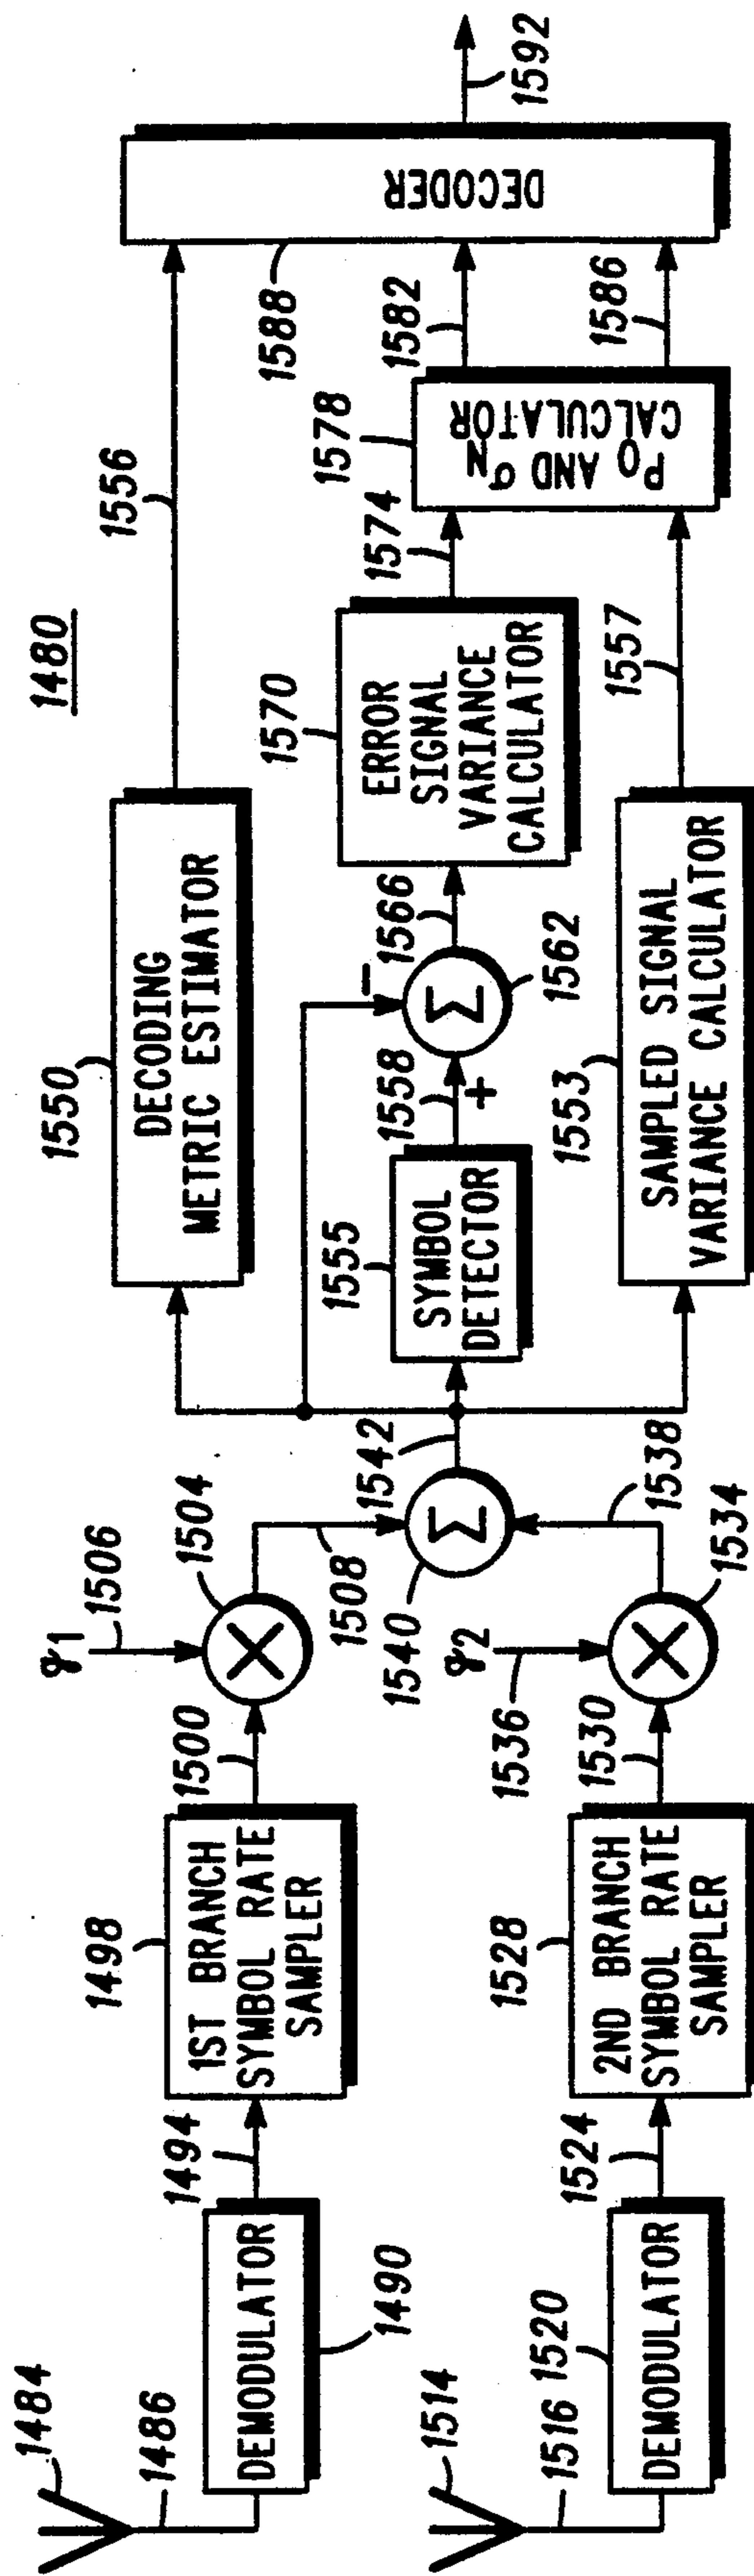 1480
1484
1486
DEMODULATOR
1490
1494
1498
1ST BRANCH
SYMBOL RATE
SAMPLER
1500
1504
1506
1508
1514
1516
DEMODULATOR
1520
1524
1528
2ND BRANCH
SYMBOL RATE
SAMPLER
1530
1534
1536
1538
1540
Σ
1542
1550
DECODING
METRIC ESTIMATOR
1556
1555
SYMBOL
DETECTOR
1558
+
-
Σ
1562
1566
1570
ERROR
SIGNAL
VARIANCE
CALCULATOR
1574
1553
SAMPLED SIGNAL
VARIANCE CALCULATOR
1557
1578
P0 AND σN
CALCULATOR
1582
1586
1588
DECODER
1592